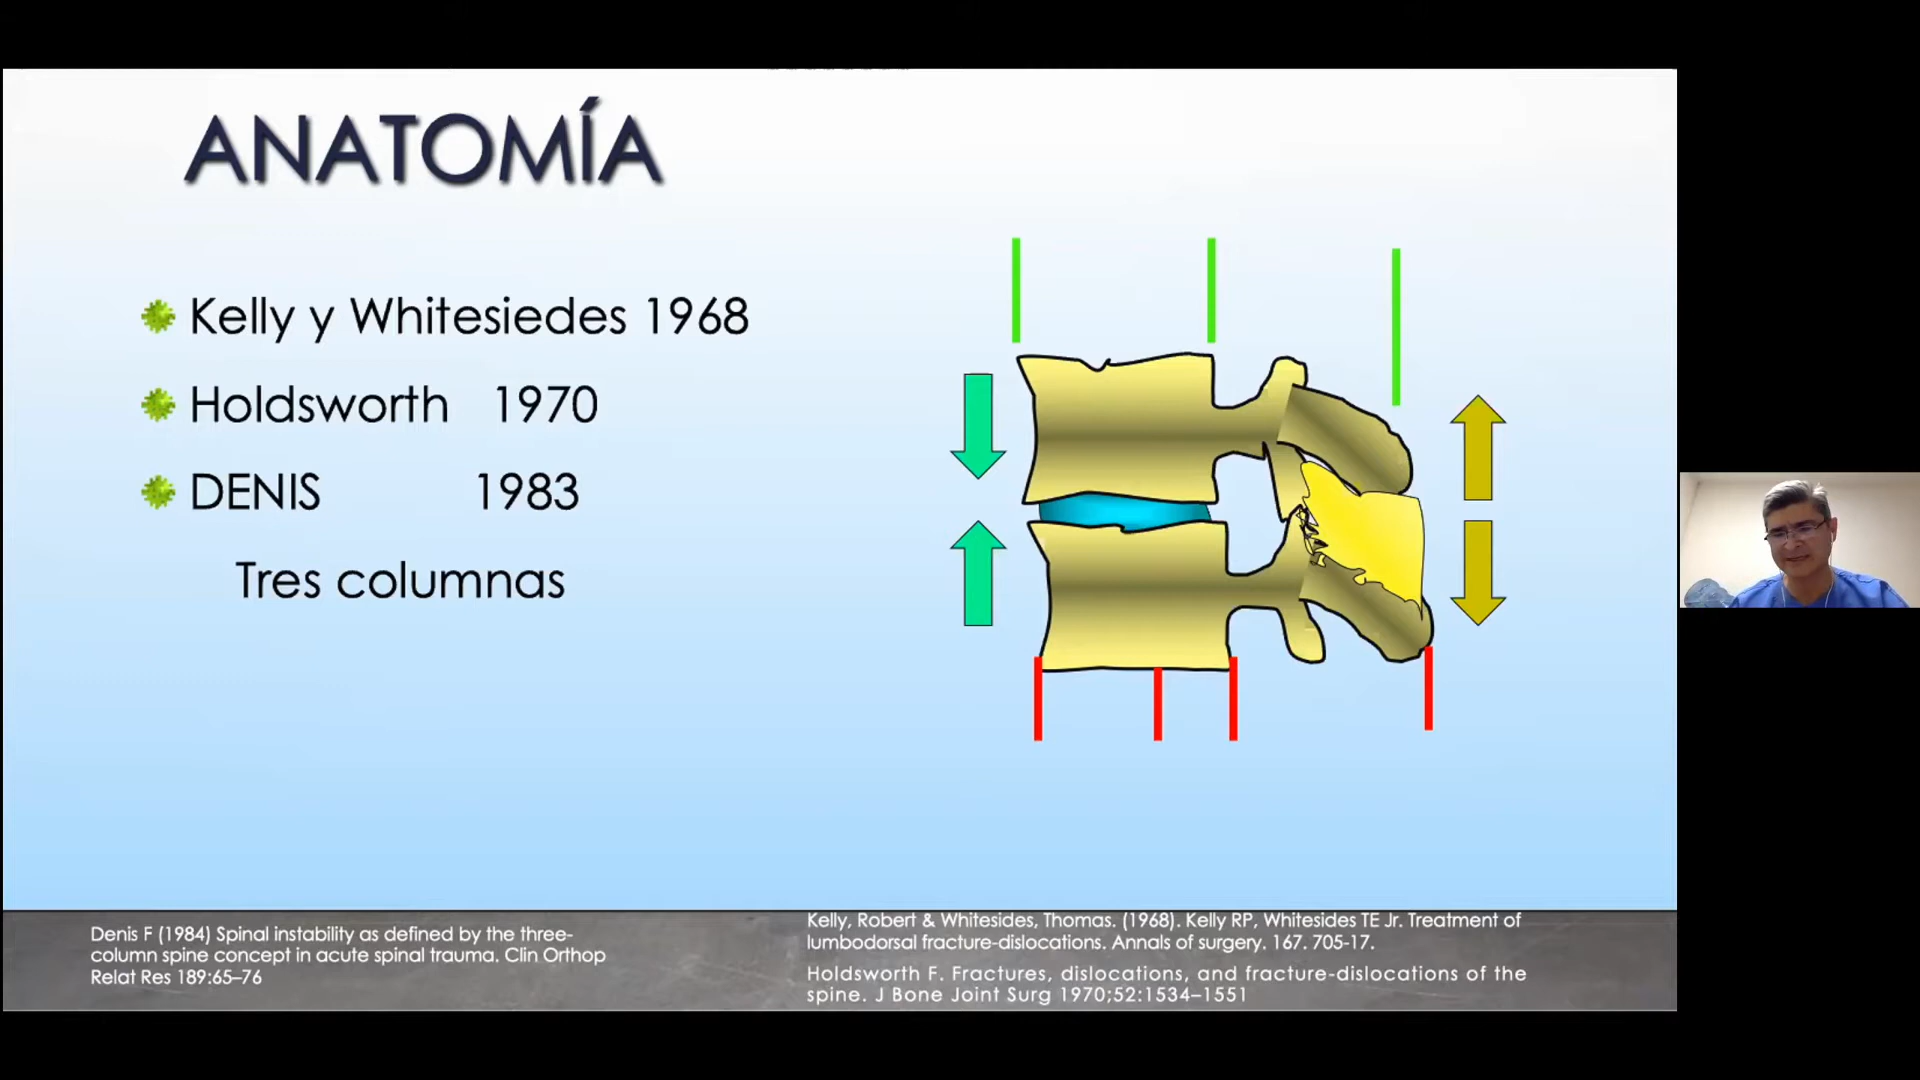 ANATOMÍA
Kelly y Whitesiedes 1968
Holdsworth 1970
DENIS 1983
Tres columnas
Denis F (1984) Spinal instability as defined by the three-
column spine concept in acute spinal trauma. Clin Orthop
Relat Res 189:65–76
Kelly, Robert & Whitesides, Thomas. (1968). Kelly RP, Whitesides TE Jr. Treatment of
lumbodorsal fracture-dislocations. Annals of surgery. 167. 705-17.
Holdsworth F. Fractures, dislocations, and fracture-dislocations of the
spine. J Bone Joint Surg 1970;52:1534–1551